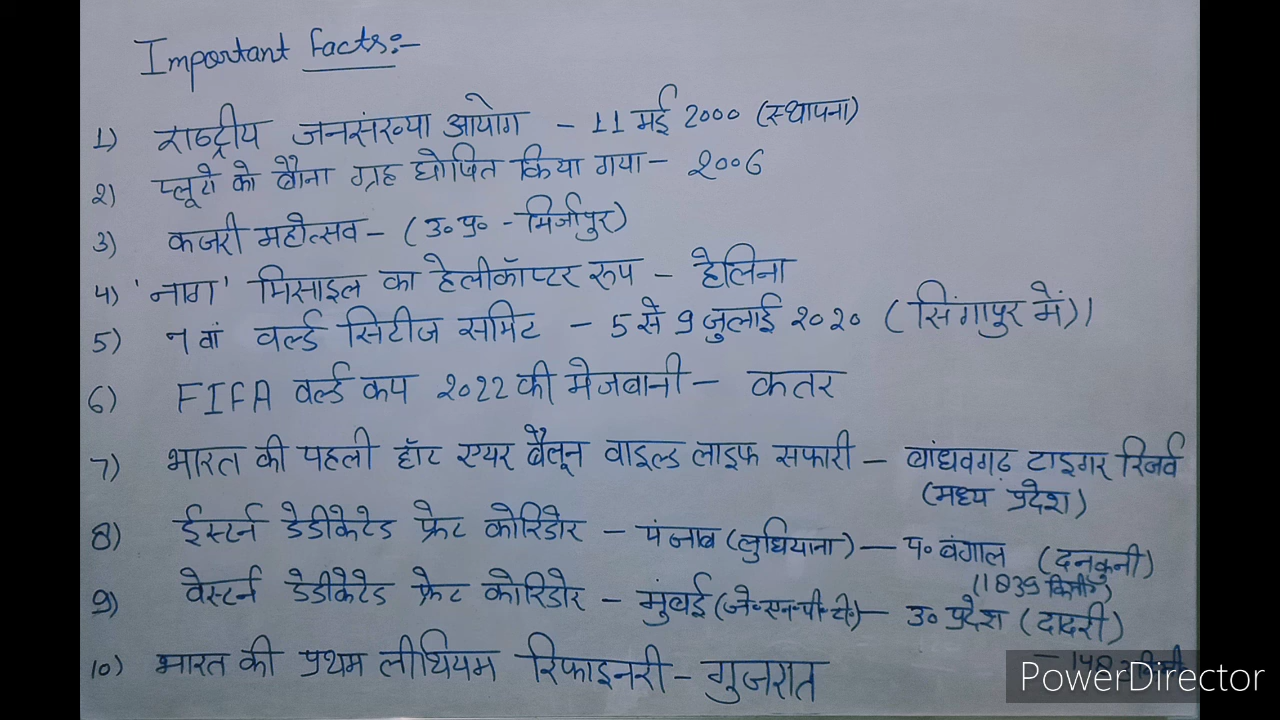 Important Facts:-
1) राष्ट्रीय जनसंख्या आयोग - 11 मई 2000 (स्थापना)
2) प्लूटो को बौना ग्रह घोषित किया गया - 2006
3) कजरी महोत्सव - (उ० प्र० - मिर्जापुर)
4) 'नाग' मिसाइल का हेलीकॉप्टर रूप - हेलिना
5) 7 वां वर्ल्ड सिटीज समिट - 5 से 9 जुलाई 2020 (सिंगापुर में)।
6) FIFA वर्ल्ड कप 2022 की मेजबानी - कतर
7) भारत की पहली हॉट एयर बैलून वाइल्ड लाइफ सफारी - बांधवगढ़ टाइगर रिजर्व
(मध्य प्रदेश)
8) ईस्टर्न डेडीकेटेड फ्रेट कोरिडोर - पंजाब (लुधियाना) - प० बंगाल (दनकुनी)
(1839 किमी०)
9) वेस्टर्न डेडीकेटेड फ्रेट कोरिडोर - मुंबई (जे०एन०पी०टी०) - उ० प्रदेश (दादरी)
10) भारत की प्रथम लीथियम रिफाइनरी - गुजरात
PowerDirector